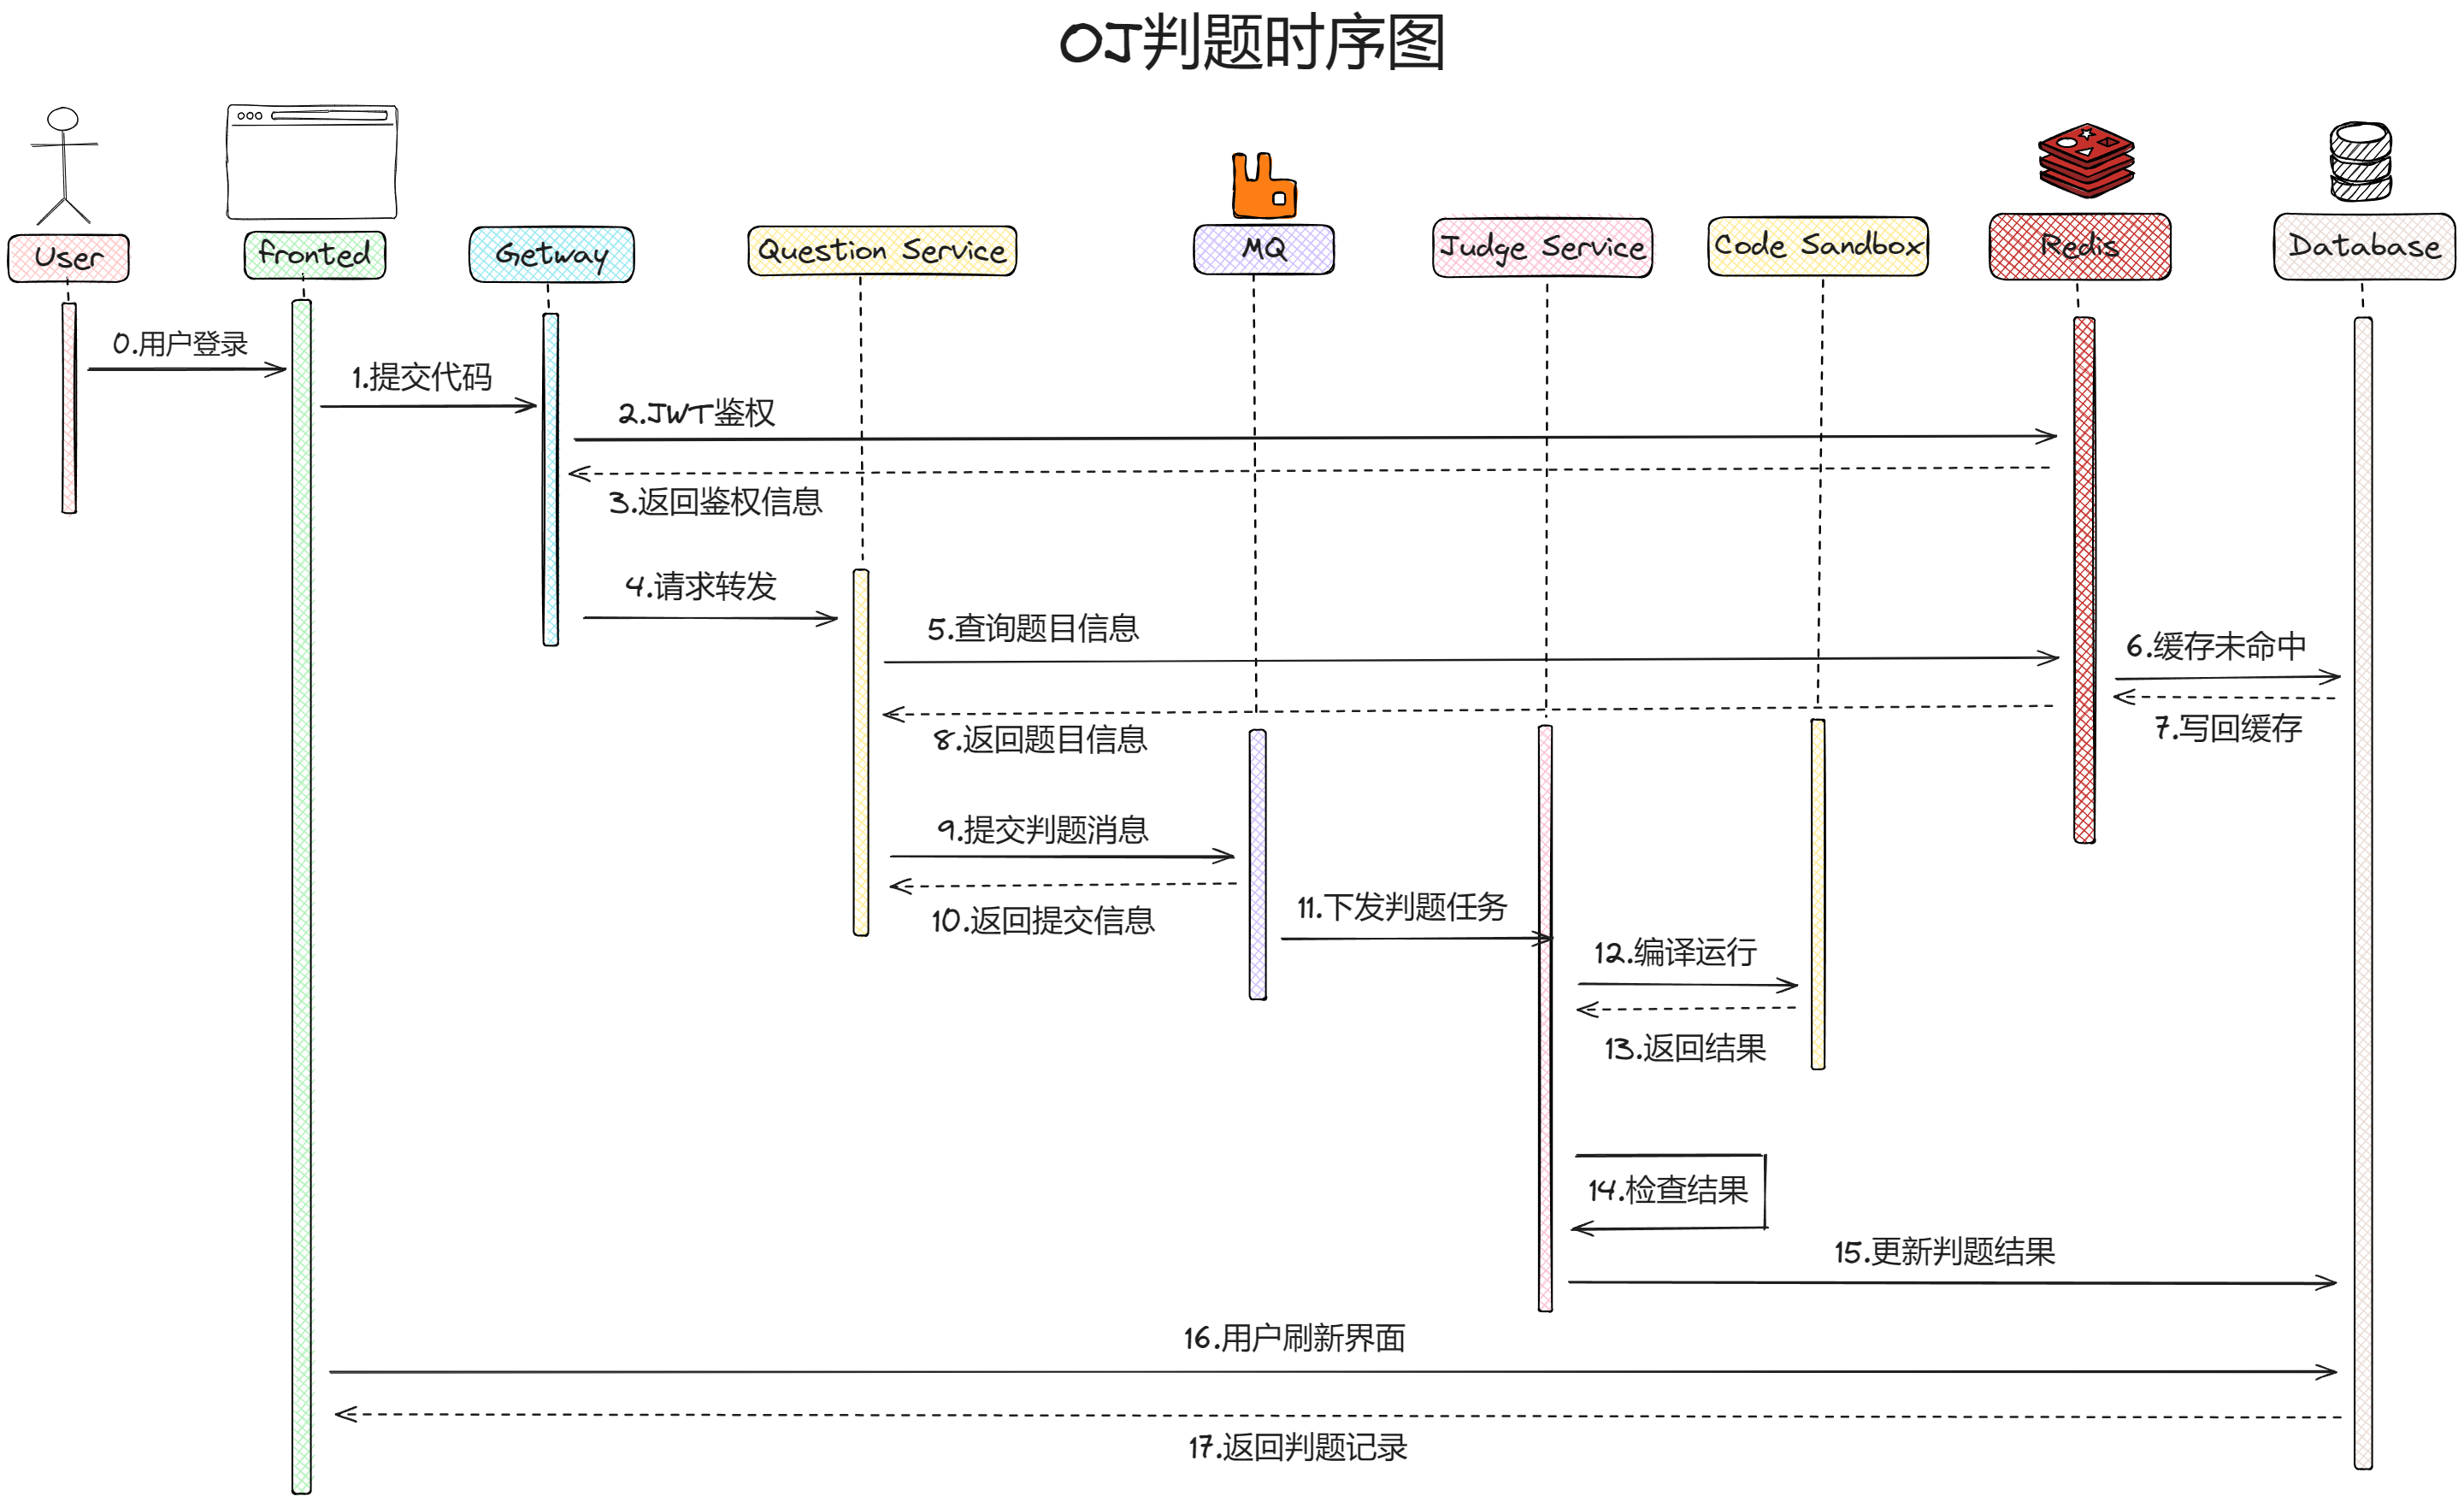 OJ判题时序图
User
fronted
Getway
Question Service
MQ
Judge Service
Code Sandbox
Redis
Database
0.用户登录
1.提交代码
2.JWT鉴权
3.返回鉴权信息
4.请求转发
5.查询题目信息
6.缓存未命中
7.写回缓存
8.返回题目信息
9.提交判题消息
10.返回提交信息
11.下发判题任务
12.编译运行
13.返回结果
14.检查结果
15.更新判题结果
16.用户刷新界面
17.返回判题记录